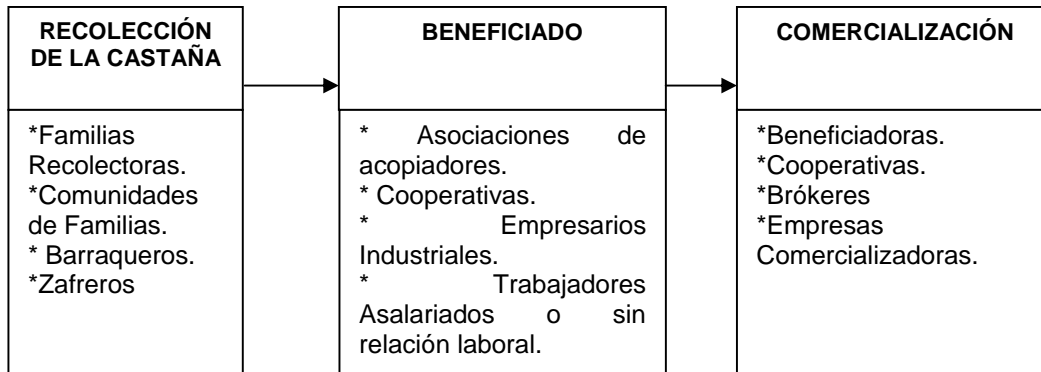 RECOLECCIÓN
DE LA CASTAÑA
*Familias
Recolectoras.
*Comunidades
de Familias.
* Barraqueros.
*Zafreros
BENEFICIADO
* Asociaciones de
acopiadores.
* Cooperativas.
* Empresarios
Industriales.
* Trabajadores
Asalariados o sin
relación laboral.
COMERCIALIZACIÓN
*Beneficiadoras.
*Cooperativas.
*Brókeres
*Empresas
Comercializadoras.